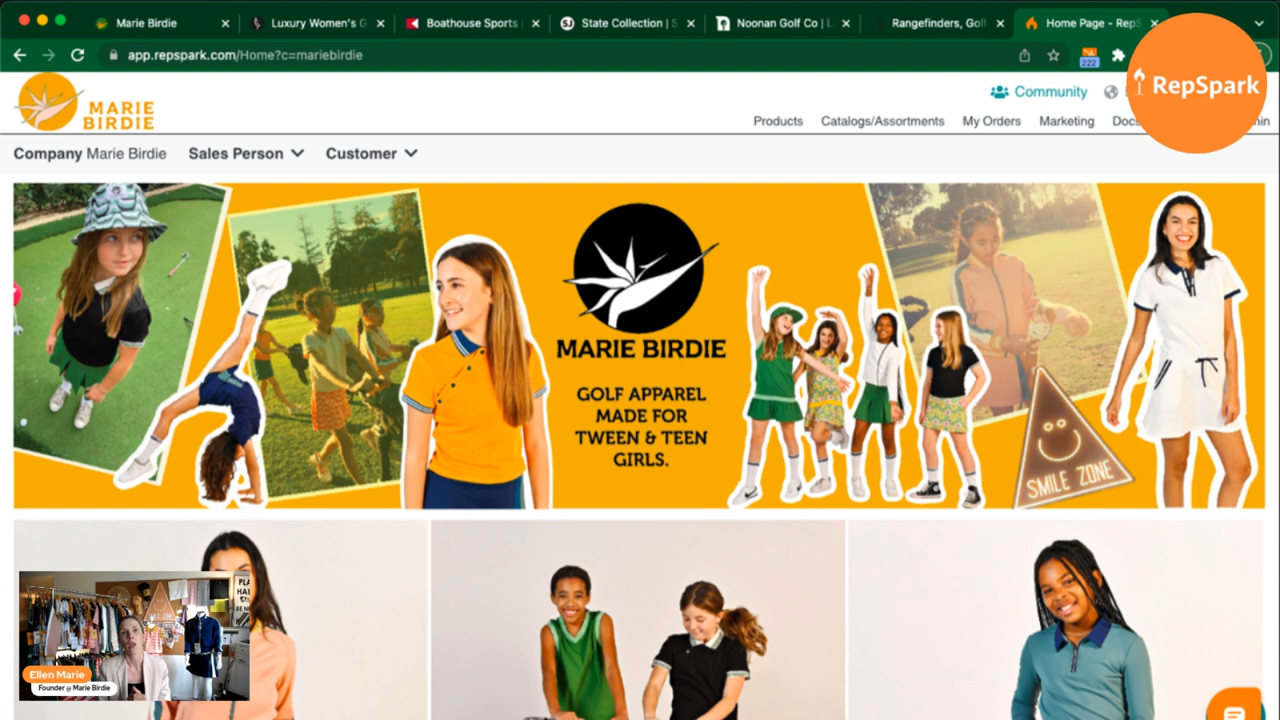 Marie Birdie
Luxury Women's G
Boathouse Sports
State Collection | S
Noonan Golf Co | L
Rangefinders, Golf
Home Page - RepS
app.repspark.com/Home?c=mariebirdie
222
RepSpark
MARIE
BIRDIE
Community
Products
Catalogs/Assortments
My Orders
Marketing
Docs
Company Marie Birdie
Sales Person
Customer
MARIE BIRDIE
GOLF APPAREL
MADE FOR
TWEEN & TEEN
GIRLS.
SMILE ZONE
Ellen Marie
Founder @ Marie Birdie